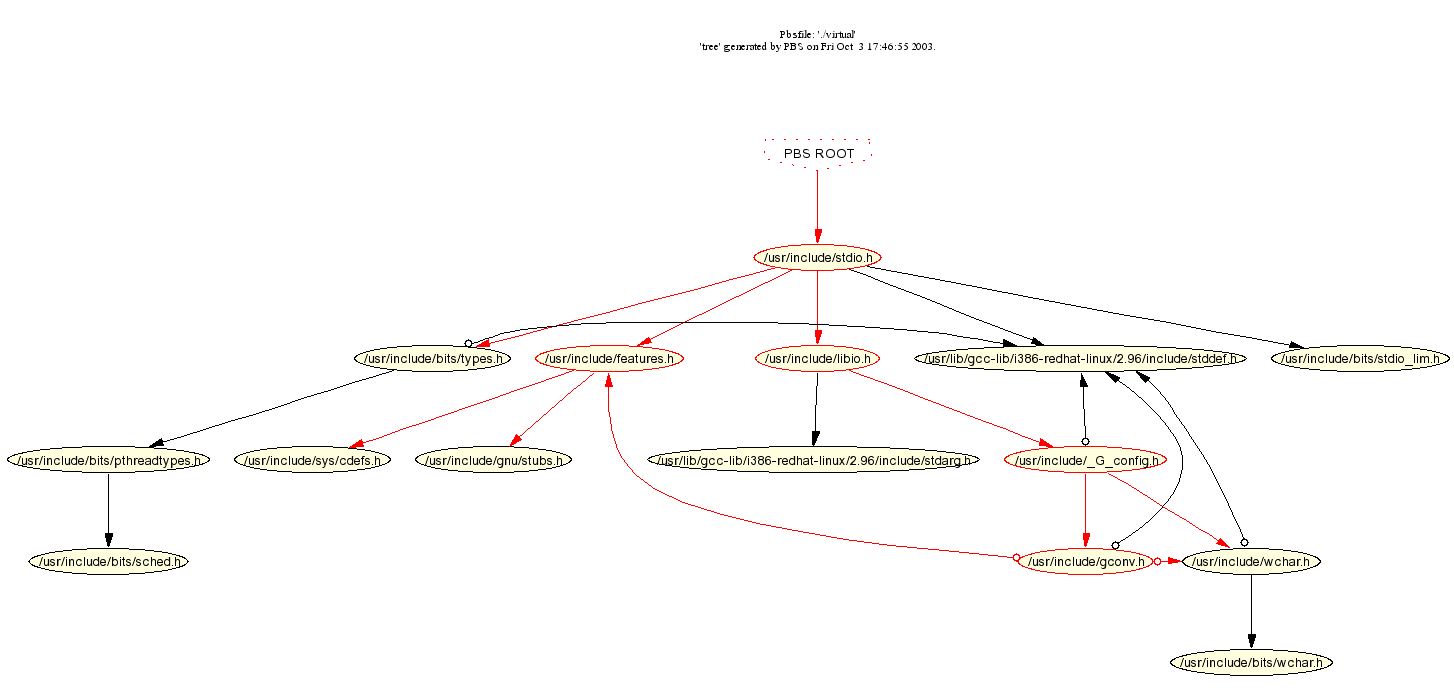 Pbsfile: './virtual'
'tree' generated by PBS on Fri Oct 3 17:46:55 2003.
PBS ROOT
/usr/include/stdio.h
/usr/include/bits/types.h
/usr/include/features.h
/usr/include/libio.h
/usr/lib/gcc-lib/i386-redhat-linux/2.96/include/stddef.h
/usr/include/bits/stdio_lim.h
/usr/include/bits/pthreadtypes.h
/usr/include/sys/cdefs.h
/usr/include/gnu/stubs.h
/usr/lib/gcc-lib/i386-redhat-linux/2.96/include/stdarg.h
/usr/include/_G_config.h
/usr/include/bits/sched.h
/usr/include/gconv.h
/usr/include/wchar.h
/usr/include/bits/wchar.h